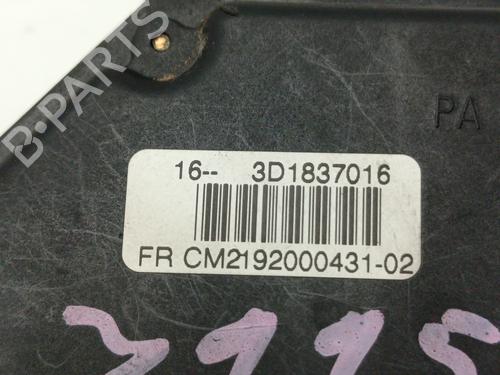 B-PARTS
PA
16-- 3D1837016
FR CM2192000431-02